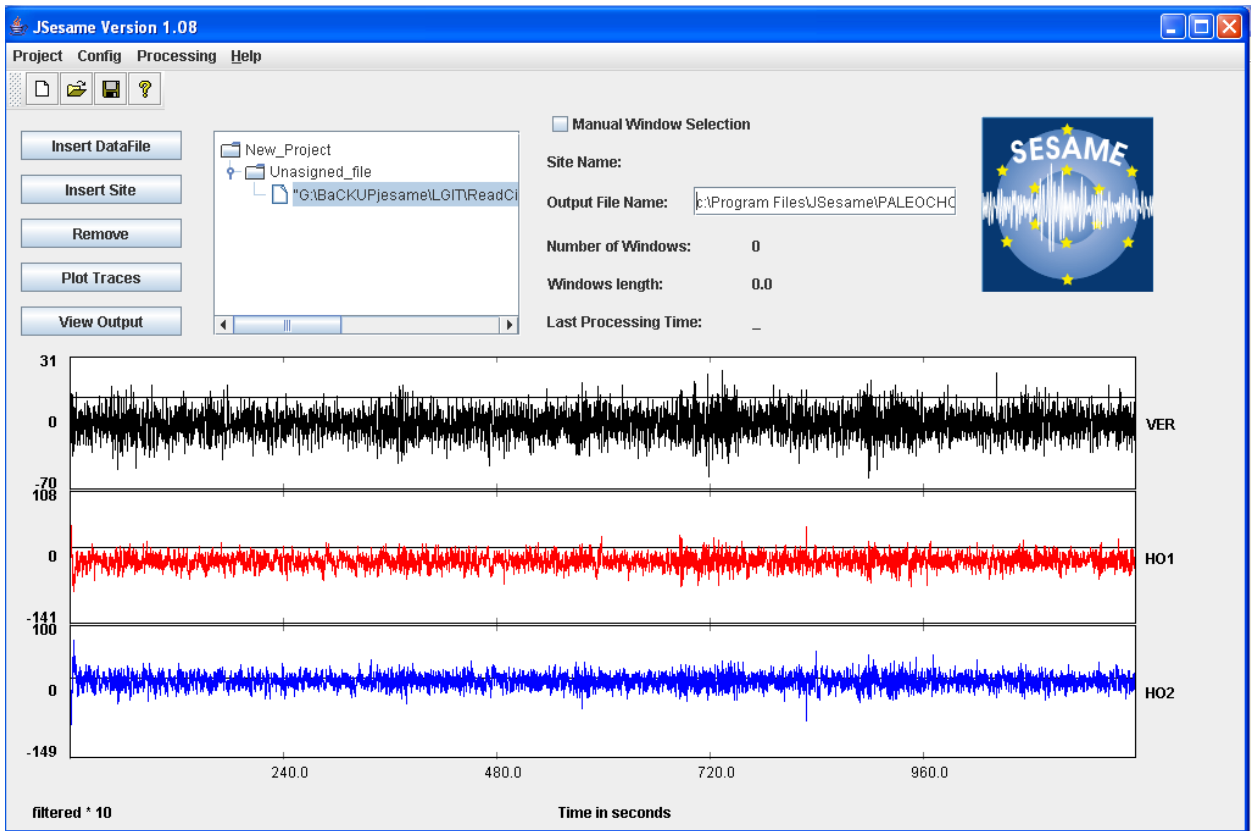 JSesame Version 1.08
Project Config Processing Help
Insert DataFile
Insert Site
Remove
Plot Traces
View Output
New_Project
Unasigned_file
"G:\BaCKUPjesame\LGIT\ReadCi
Manual Window Selection
Site Name:
Output File Name: c:\Program Files\JSesame\PALEOCHO
Number of Windows: 0
Windows length: 0.0
Last Processing Time: _
SESAME
31
0
-70
VER
108
0
-141
HO1
100
0
-149
HO2
240.0 480.0 720.0 960.0
filtered * 10 Time in seconds